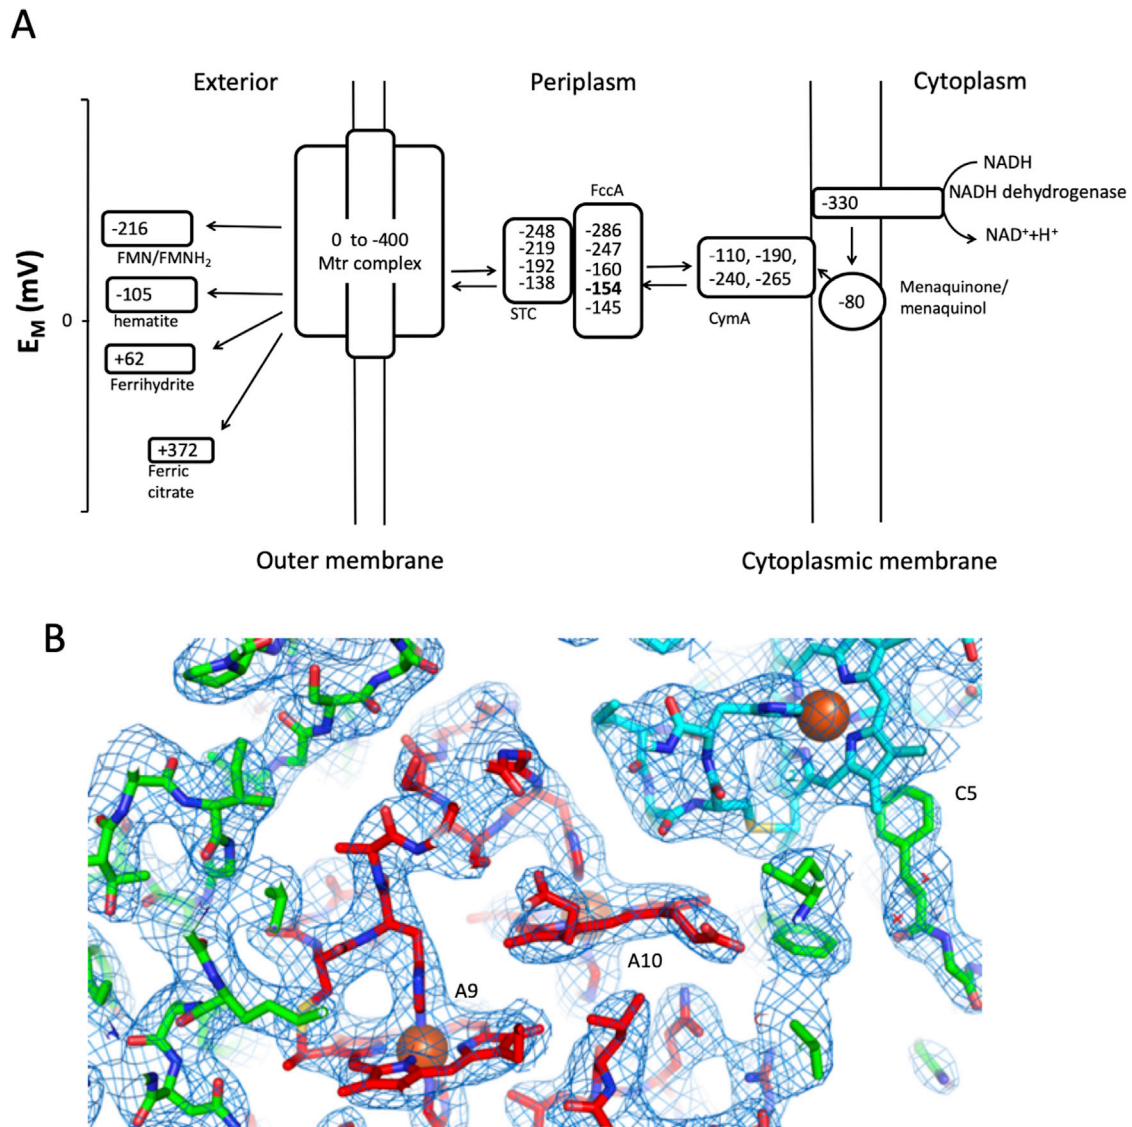 A
Exterior
Periplasm
Cytoplasm
E_M (mV)
0
-216
FMN/FMNH₂
-105
hematite
+62
Ferrihydrite
+372
Ferric
citrate
0 to -400
Mtr complex
-248
-219
-192
-138
STC
FccA
-286
-247
-160
-154
-145
-110, -190,
-240, -265
CymA
-330
NADH
NADH dehydrogenase
NAD⁺+H⁺
-80
Menaquinone/
menaquinol
Outer membrane
Cytoplasmic membrane
B
C5
A10
A9